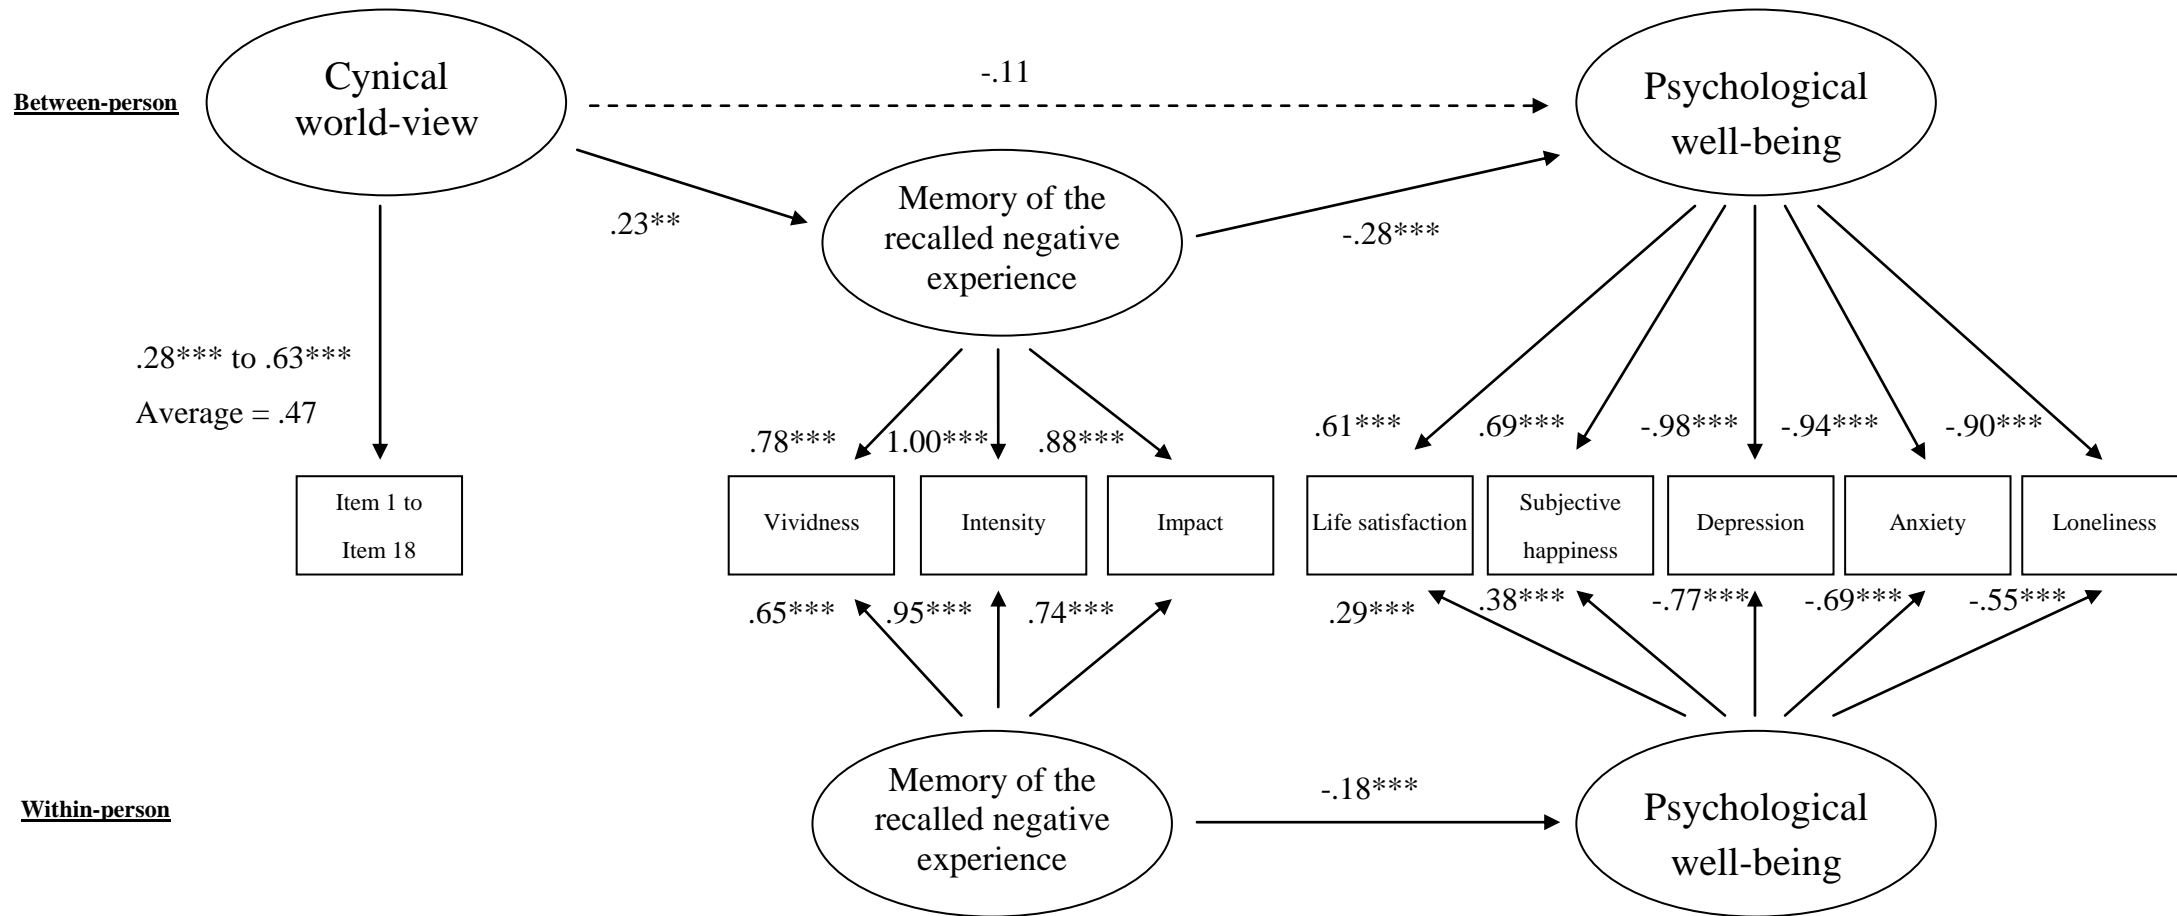 Between-person
Cynical
world-view
-.11
Psychological
well-being
.23**
Memory of the
recalled negative
experience
-.28***
.28*** to .63***
Average = .47
.78***
1.00***
.88***
.61***
.69***
-.98***
-.94***
-.90***
Item 1 to
Item 18
Vividness
Intensity
Impact
Life satisfaction
Subjective
happiness
Depression
Anxiety
Loneliness
.65***
.95***
.74***
.29***
.38***
-.77***
-.69***
-.55***
Within-person
Memory of the
recalled negative
experience
-.18***
Psychological
well-being